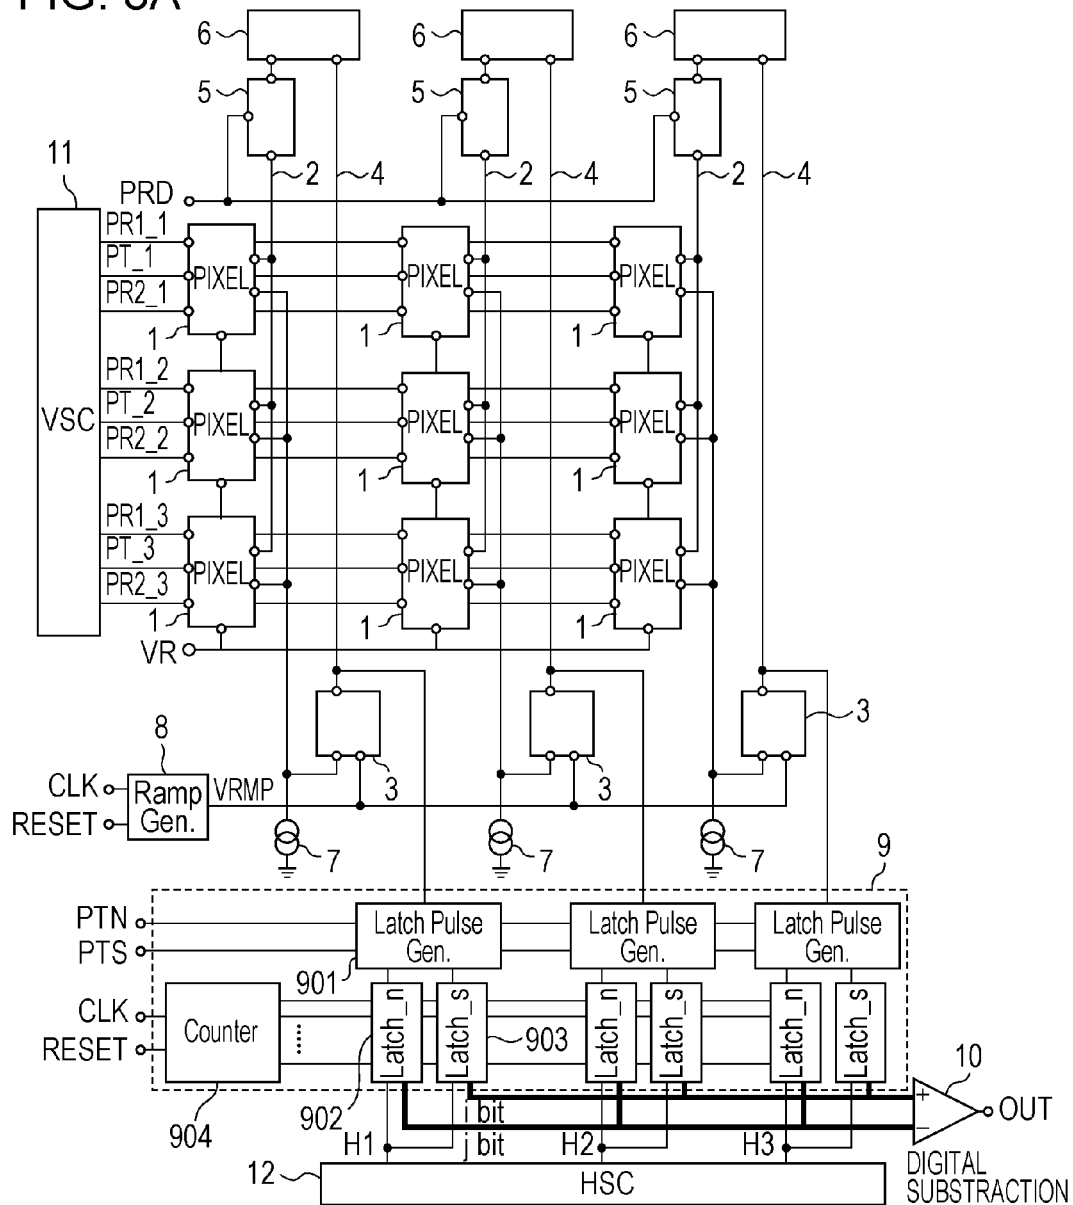 FIG. 8A
6 6 6
5 5 5
11
2 4 2 4 2 4
PRD
PR1_1
PT_1
PR2_1
PIXEL PIXEL PIXEL
1 1 1
PR1_2
VSC
PT_2
PR2_2
PIXEL PIXEL PIXEL
1 1 1
PR1_3
PT_3
PR2_3
PIXEL PIXEL PIXEL
1 1 1
VR
8
3
CLK
RESET
Ramp
Gen.
VRMP
3 3
7 7 7
9
PTN
PTS
Latch Pulse
Gen.
Latch Pulse
Gen.
Latch Pulse
Gen.
901
CLK
RESET
Counter
Latch_n
Latch_s
903
Latch_n
Latch_s
Latch_n
Latch_s
10
+
−
OUT
904
902
j bit
H1
j bit
H2
H3
12
HSC
DIGITAL
SUBSTRACTION